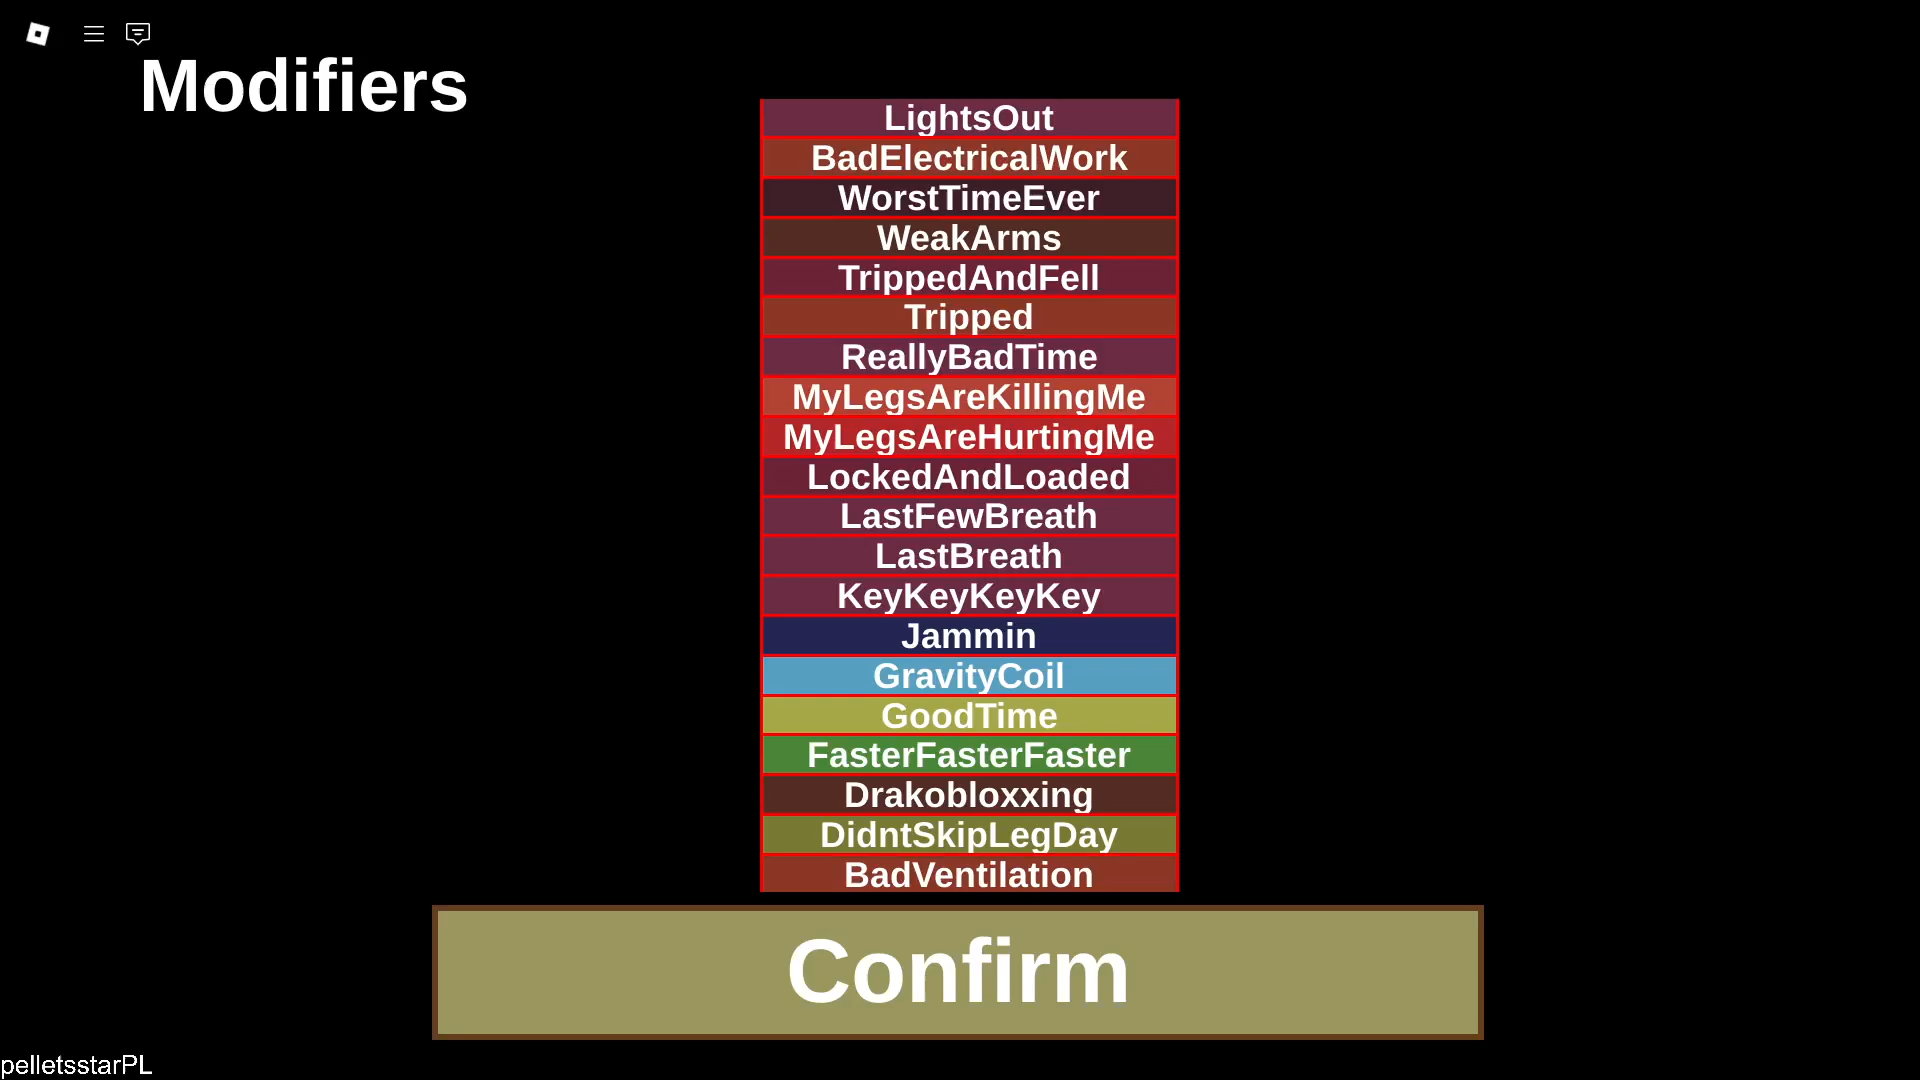 Modifiers
LightsOut
BadElectricalWork
WorstTimeEver
WeakArms
TrippedAndFell
Tripped
ReallyBadTime
MyLegsAreKillingMe
MyLegsAreHurtingMe
LockedAndLoaded
LastFewBreath
LastBreath
KeyKeyKeyKey
Jammin
GravityCoil
GoodTime
FasterFasterFaster
Drakobloxxing
DidntSkipLegDay
BadVentilation
Confirm
pelletsstarPL